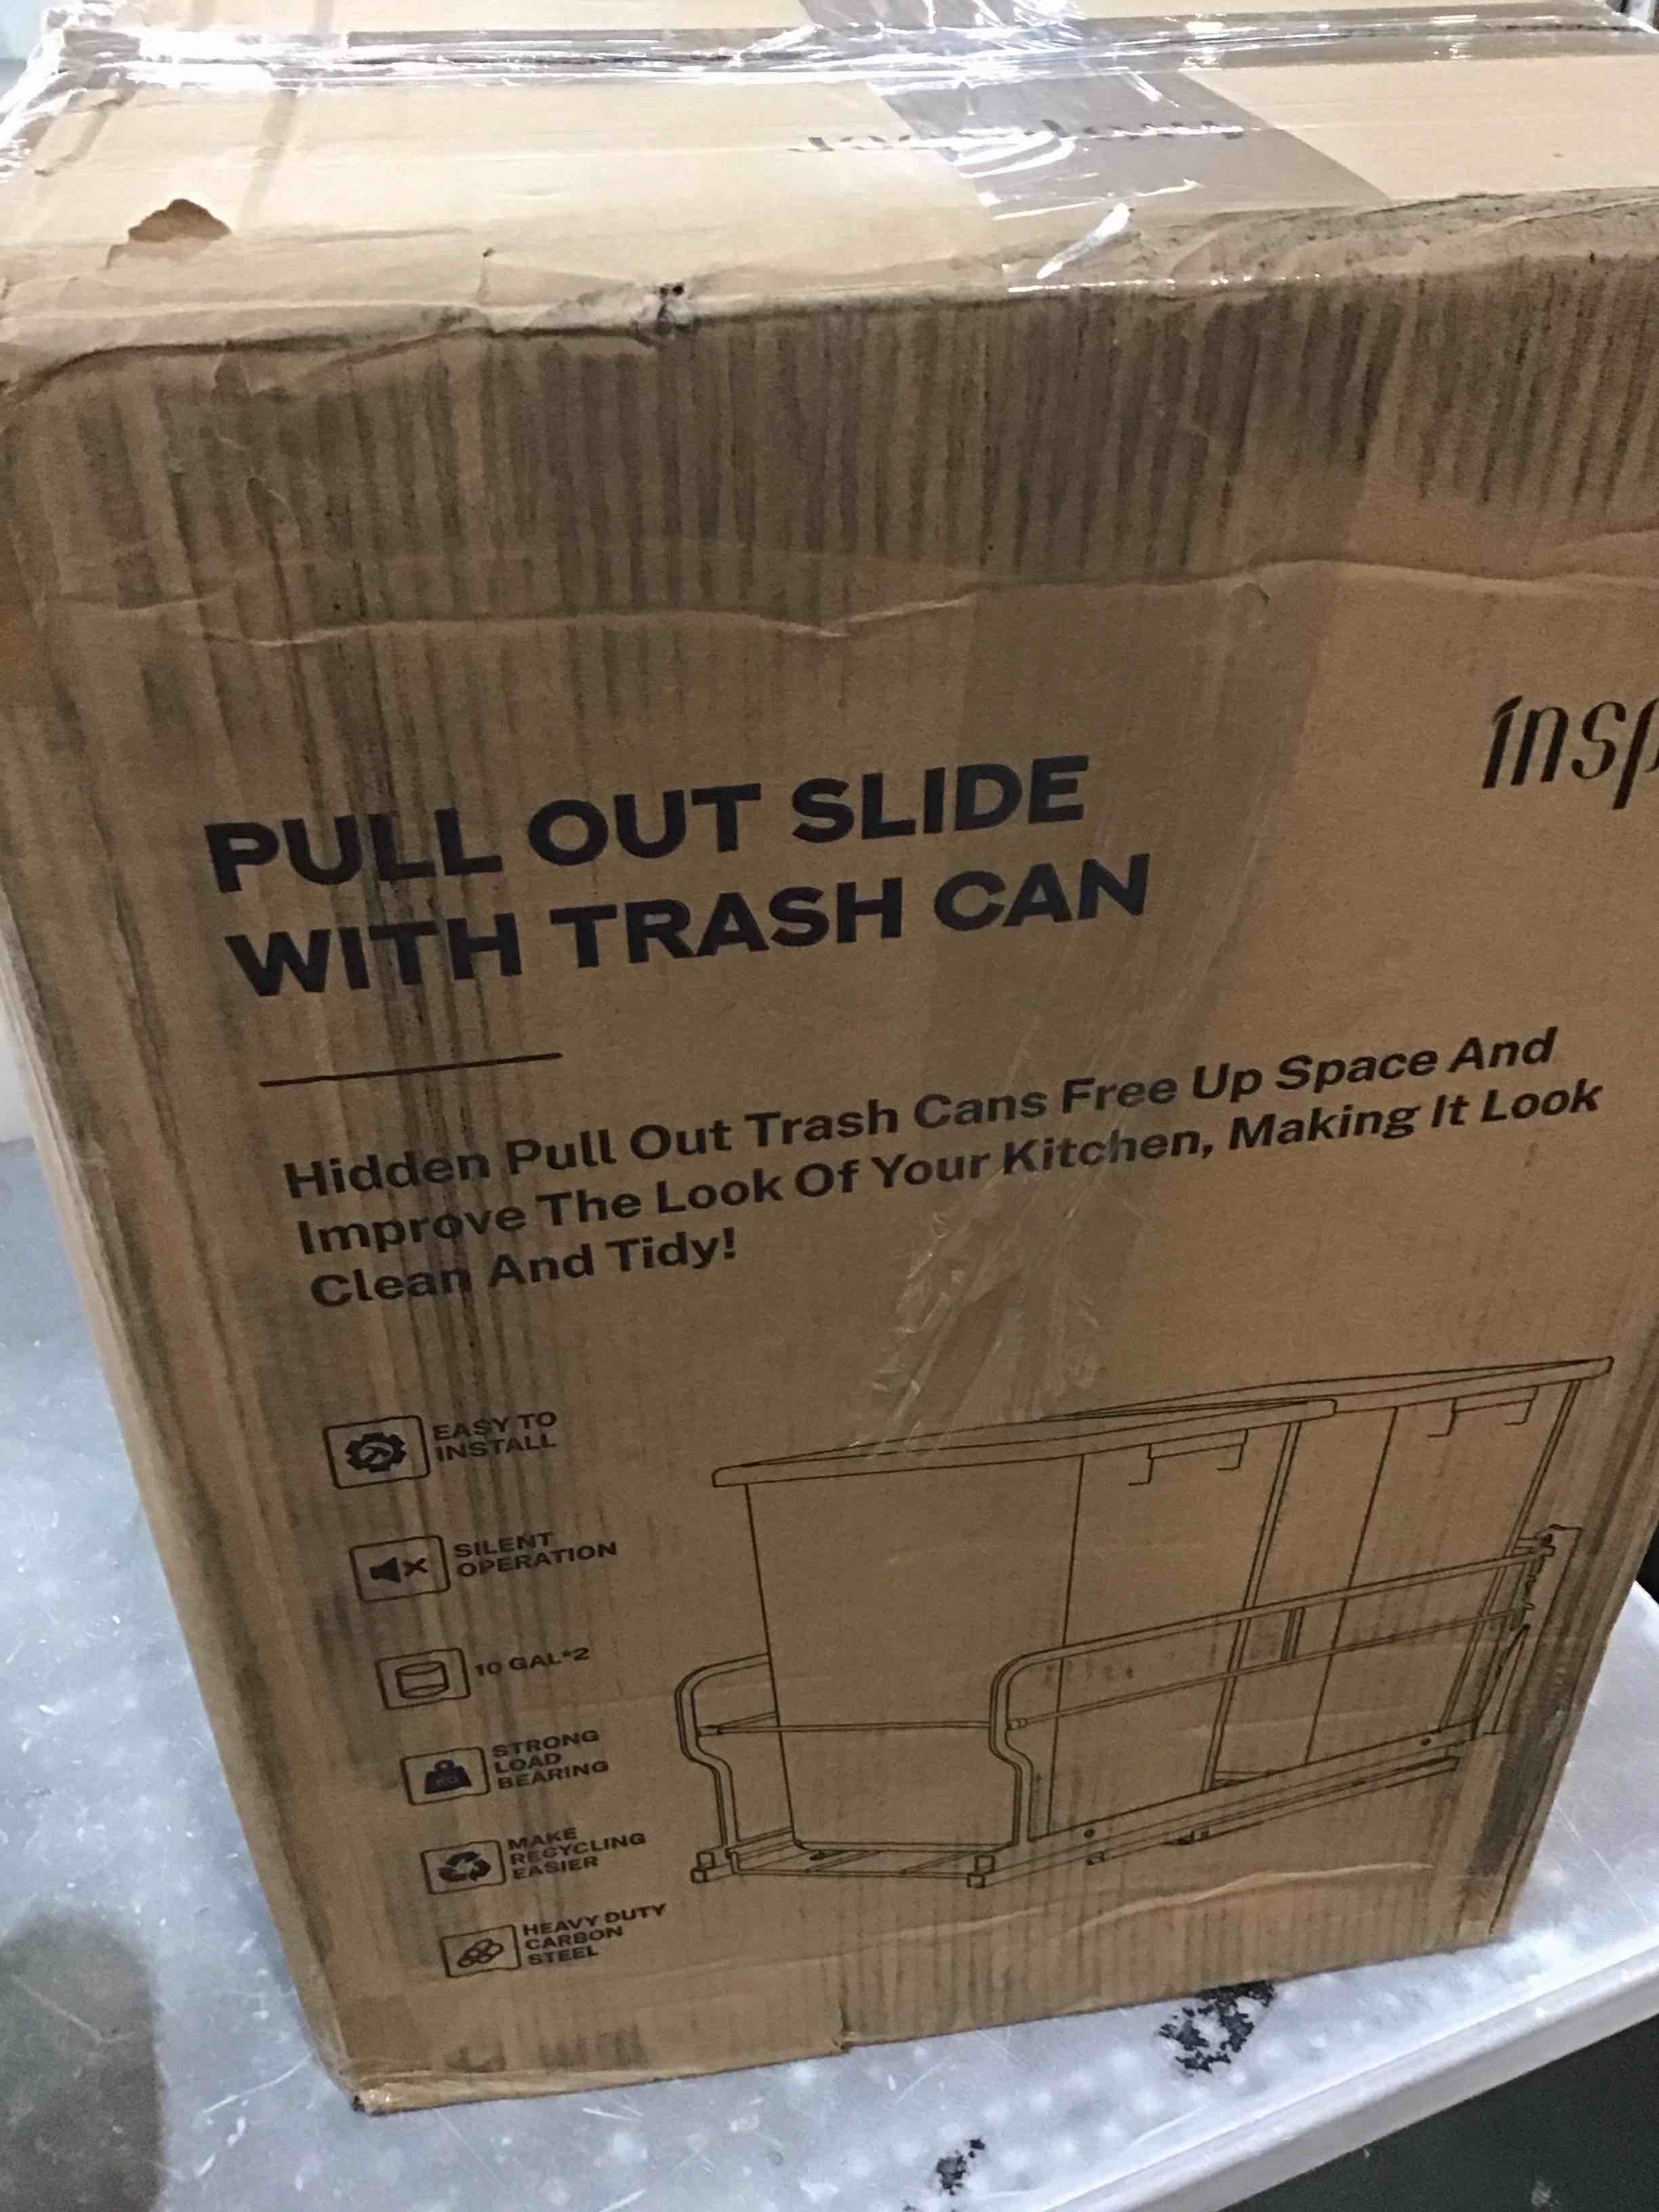 insp
PULL OUT SLIDE
WITH TRASH CAN
Hidden Pull Out Trash Cans Free Up Space And
Improve The Look Of Your Kitchen, Making It Look
Clean And Tidy!
EASY TO
INSTALL
SILENT
OPERATION
10 GAL*2
STRONG
LOAD
BEARING
KG
MAKE
RECYCLING
EASIER
HEAVY DUTY
CARBON
STEEL